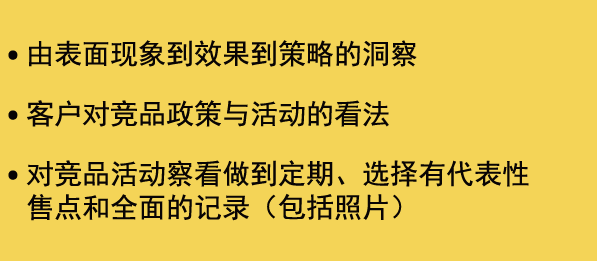 • 由表面现象到效果到策略的洞察
• 客户对竞品政策与活动的看法
• 对竞品活动察看做到定期、选择有代表性
售点和全面的记录（包括照片）